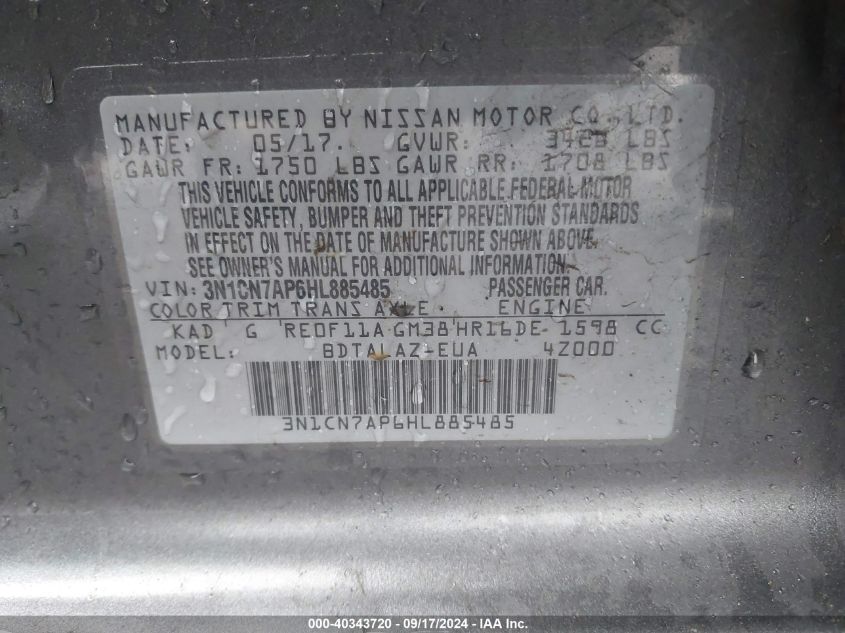 MANUFACTURED BY NISSAN MOTOR CO., LTD.
DATE: 05/17. GVWR: 3423 LBS
GAWR FR: 1750 LBS GAWR RR: 1708 LBS
THIS VEHICLE CONFORMS TO ALL APPLICABLE FEDERAL MOTOR
VEHICLE SAFETY, BUMPER AND THEFT PREVENTION STANDARDS
IN EFFECT ON THE DATE OF MANUFACTURE SHOWN ABOVE.
SEE OWNER'S MANUAL FOR ADDITIONAL INFORMATION.
VIN: 3N1CN7AP6HL885485 PASSENGER CAR.
COLOR TRIM TRANS AXLE ENGINE
KAD G RE0F11A GM38 HR16DE 1598 CC
MODEL: BDTALAZ-EUA 4Z000
3N1CN7AP6HL885485
000-40343720 - 09/17/2024 - IAA Inc.